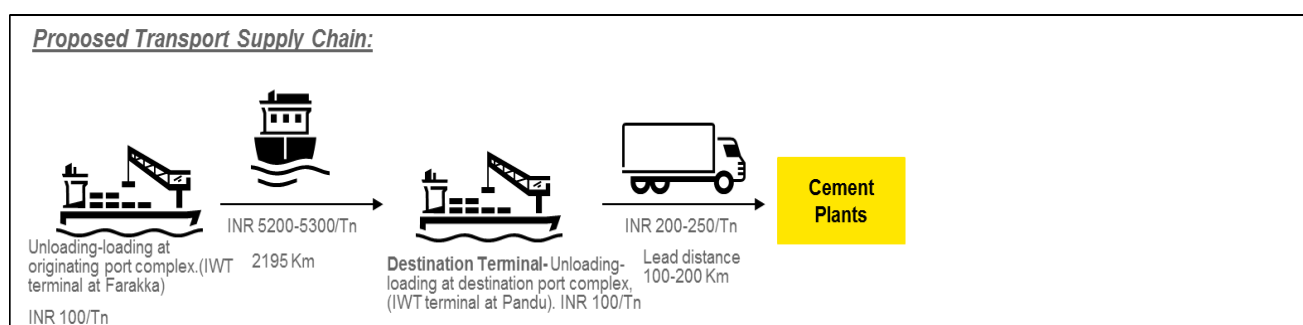 Proposed Transport Supply Chain:
Unloading-loading at
originating port complex.(IWT
terminal at Farakka)
INR 100/Tn
INR 5200-5300/Tn
2195 Km
Destination Terminal- Unloading-
loading at destination port complex,
(IWT terminal at Pandu). INR 100/Tn
INR 200-250/Tn
Lead distance
100-200 Km
Cement
Plants